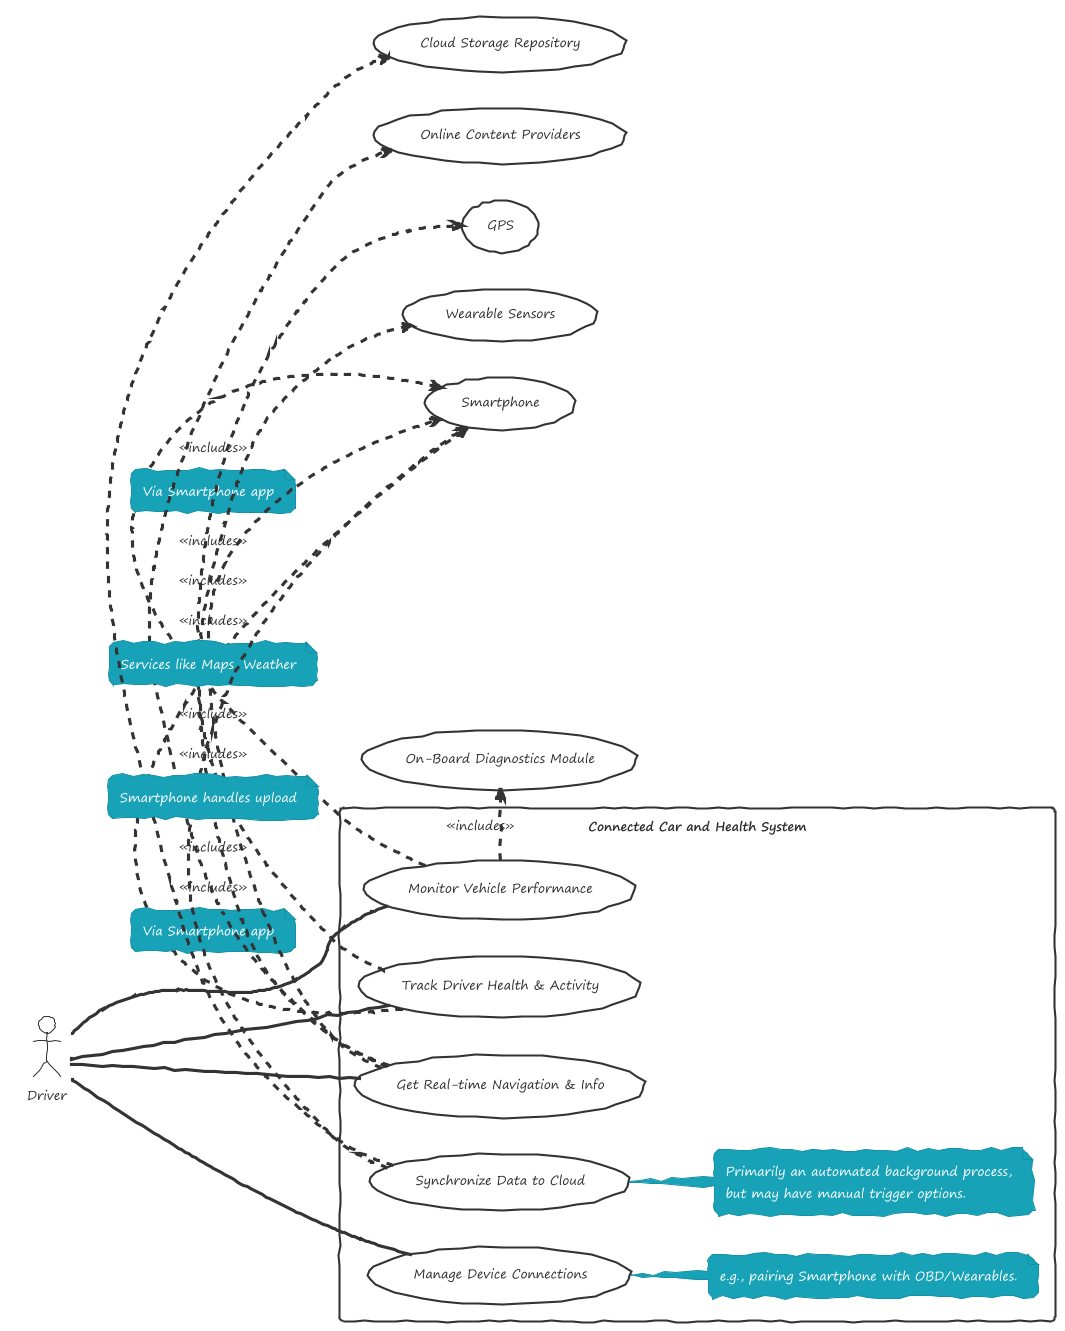 Cloud Storage Repository
Online Content Providers
GPS
Wearable Sensors
Smartphone
«includes»
Via Smartphone app
«includes»
«includes»
«includes»
Services like Maps, Weather
«includes»
«includes»
On-Board Diagnostics Module
Smartphone handles upload
«includes»
Connected Car and Health System
«includes»
«includes»
Monitor Vehicle Performance
Via Smartphone app
Track Driver Health & Activity
Driver
Get Real-time Navigation & Info
Synchronize Data to Cloud
Primarily an automated background process,
but may have manual trigger options.
Manage Device Connections
e.g., pairing Smartphone with OBD/Wearables.